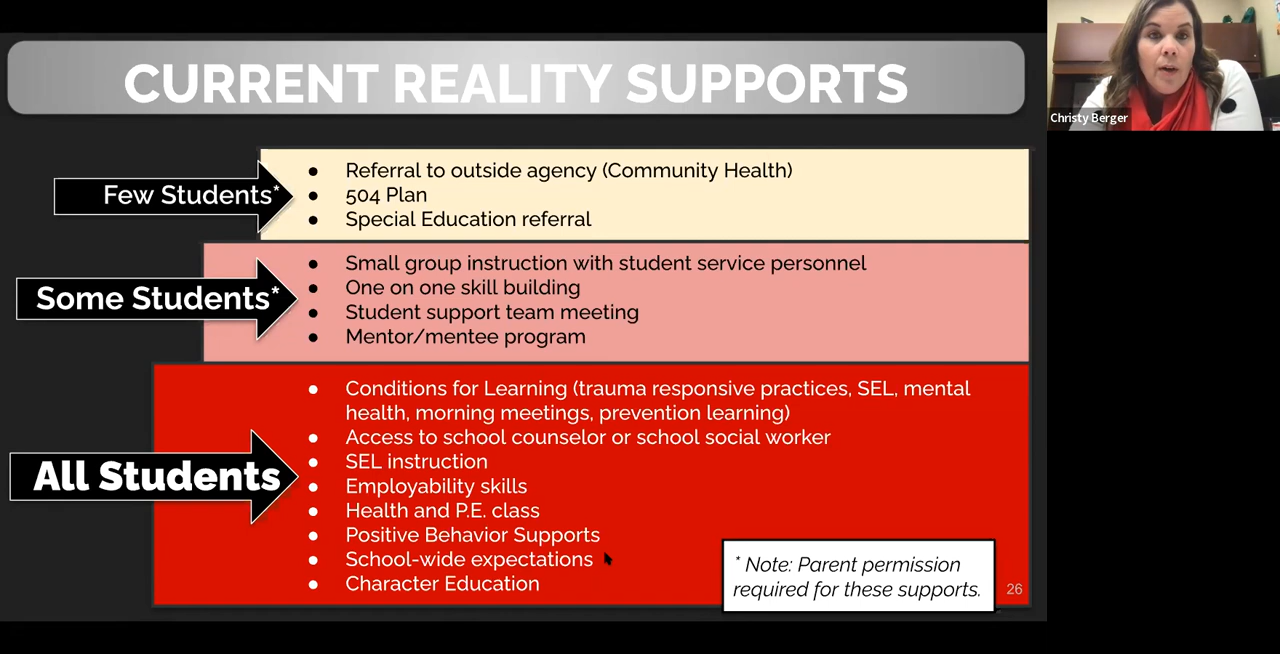 CURRENT REALITY SUPPORTS
Christy Berger
Few Students*
● Referral to outside agency (Community Health)
● 504 Plan
● Special Education referral
Some Students*
● Small group instruction with student service personnel
● One on one skill building
● Student support team meeting
● Mentor/mentee program
All Students
● Conditions for Learning (trauma responsive practices, SEL, mental
health, morning meetings, prevention learning)
● Access to school counselor or school social worker
● SEL instruction
● Employability skills
● Health and P.E. class
● Positive Behavior Supports
● School-wide expectations
● Character Education
* Note: Parent permission
required for these supports.
26